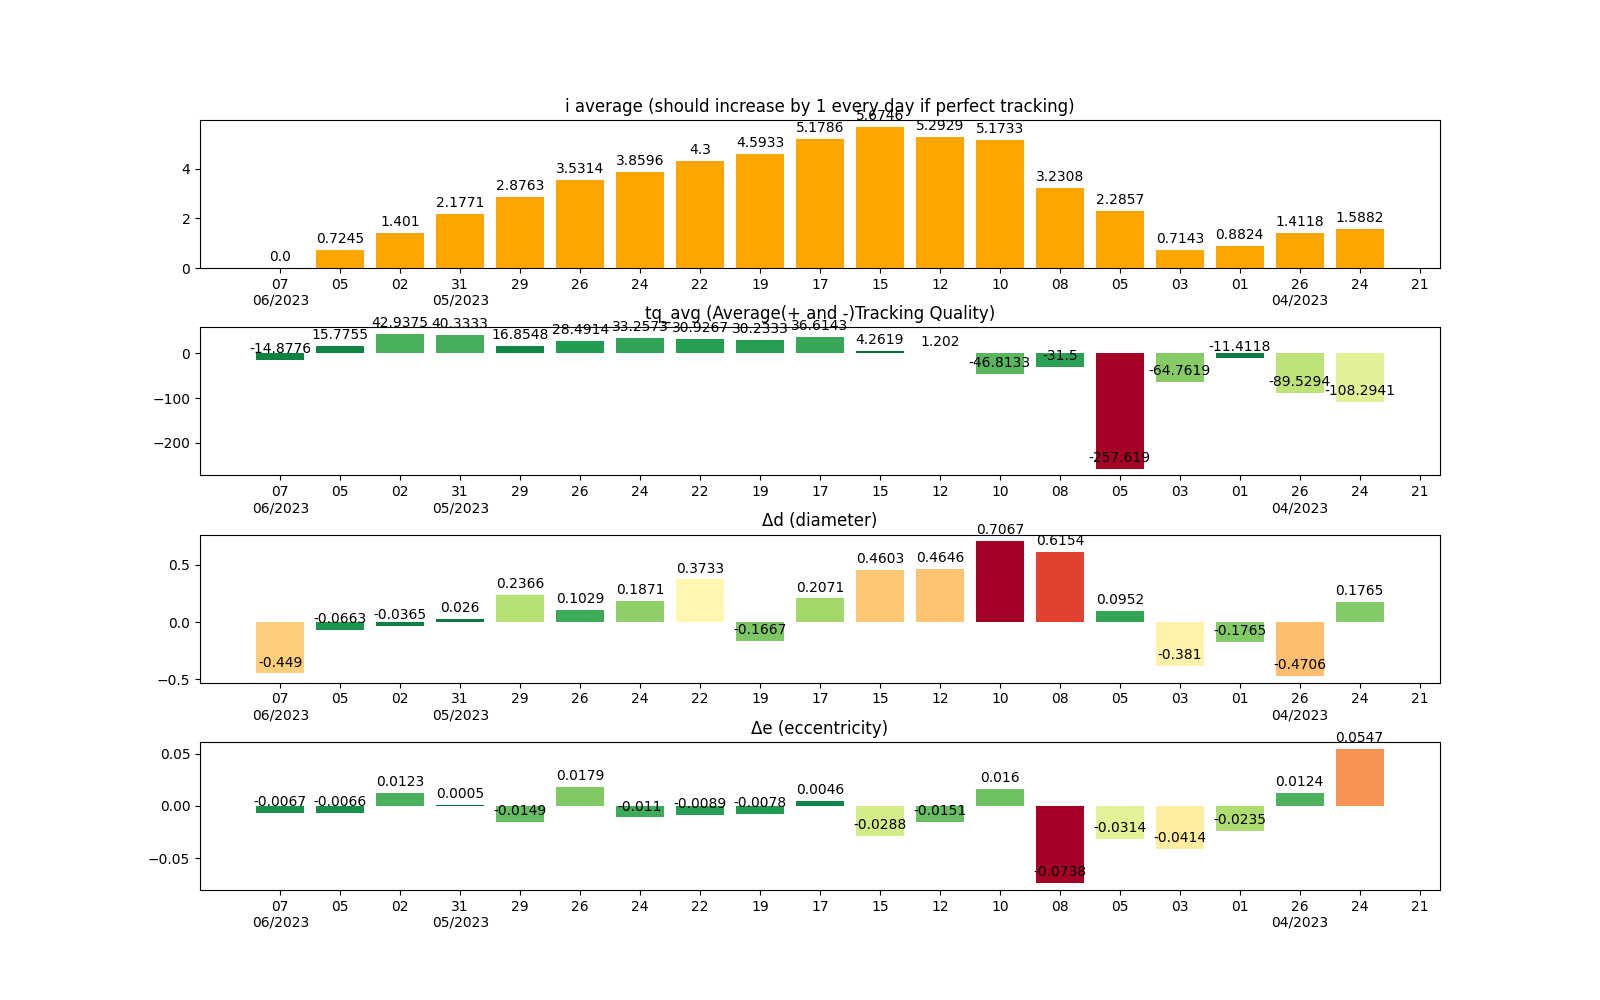 i average (should increase by 1 every day if perfect tracking)
0.0 0.7245 1.401 2.1771 2.8763 3.5314 3.8596 4.3 4.5933 5.1786 5.6746 5.2929 5.1733 3.2308 2.2857 0.7143 0.8824 1.4118 1.5882
4
2
0
07 05 02 31 29 26 24 22 19 17 15 12 10 08 05 03 01 26 24 21
06/2023 05/2023 04/2023
tq_avg (Average(+ and -)Tracking Quality)
-14.8776 15.7755 42.9375 40.3333 16.8548 28.4914 33.2573 30.9267 30.2333 36.6143 4.2619 1.202 -46.8133 -31.5 -257.619 -64.7619 -11.4118 -89.5294 -108.2941
0
−100
−200
07 05 02 31 29 26 24 22 19 17 15 12 10 08 05 03 01 26 24 21
06/2023 05/2023 04/2023
Δd (diameter)
-0.449 -0.0663 -0.0365 0.026 0.2366 0.1029 0.1871 0.3733 -0.1667 0.2071 0.4603 0.4646 0.7067 0.6154 0.0952 -0.381 -0.1765 -0.4706 0.1765
0.5
0.0
−0.5
07 05 02 31 29 26 24 22 19 17 15 12 10 08 05 03 01 26 24 21
06/2023 05/2023 04/2023
Δe (eccentricity)
-0.0067 -0.0066 0.0123 0.0005 -0.0149 0.0179 -0.011 -0.0089 -0.0078 0.0046 -0.0288 -0.0151 0.016 -0.0738 -0.0314 -0.0414 -0.0235 0.0124 0.0547
0.05
0.00
−0.05
07 05 02 31 29 26 24 22 19 17 15 12 10 08 05 03 01 26 24 21
06/2023 05/2023 04/2023